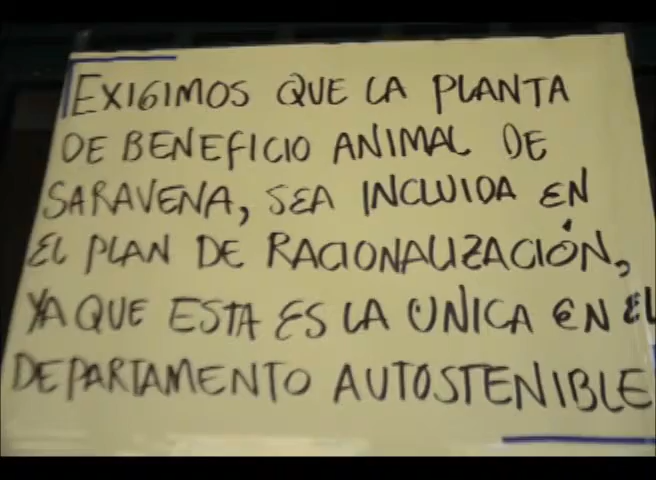 EXIGIMOS QUE LA PLANTA
DE BENEFICIO ANIMAL DE
SARAVENA, SEA INCLUIDA EN
EL PLAN DE RACIONALIZACIÓN,
YA QUE ESTA ES LA UNICA EN EL
DEPARTAMENTO AUTOSTENIBLE